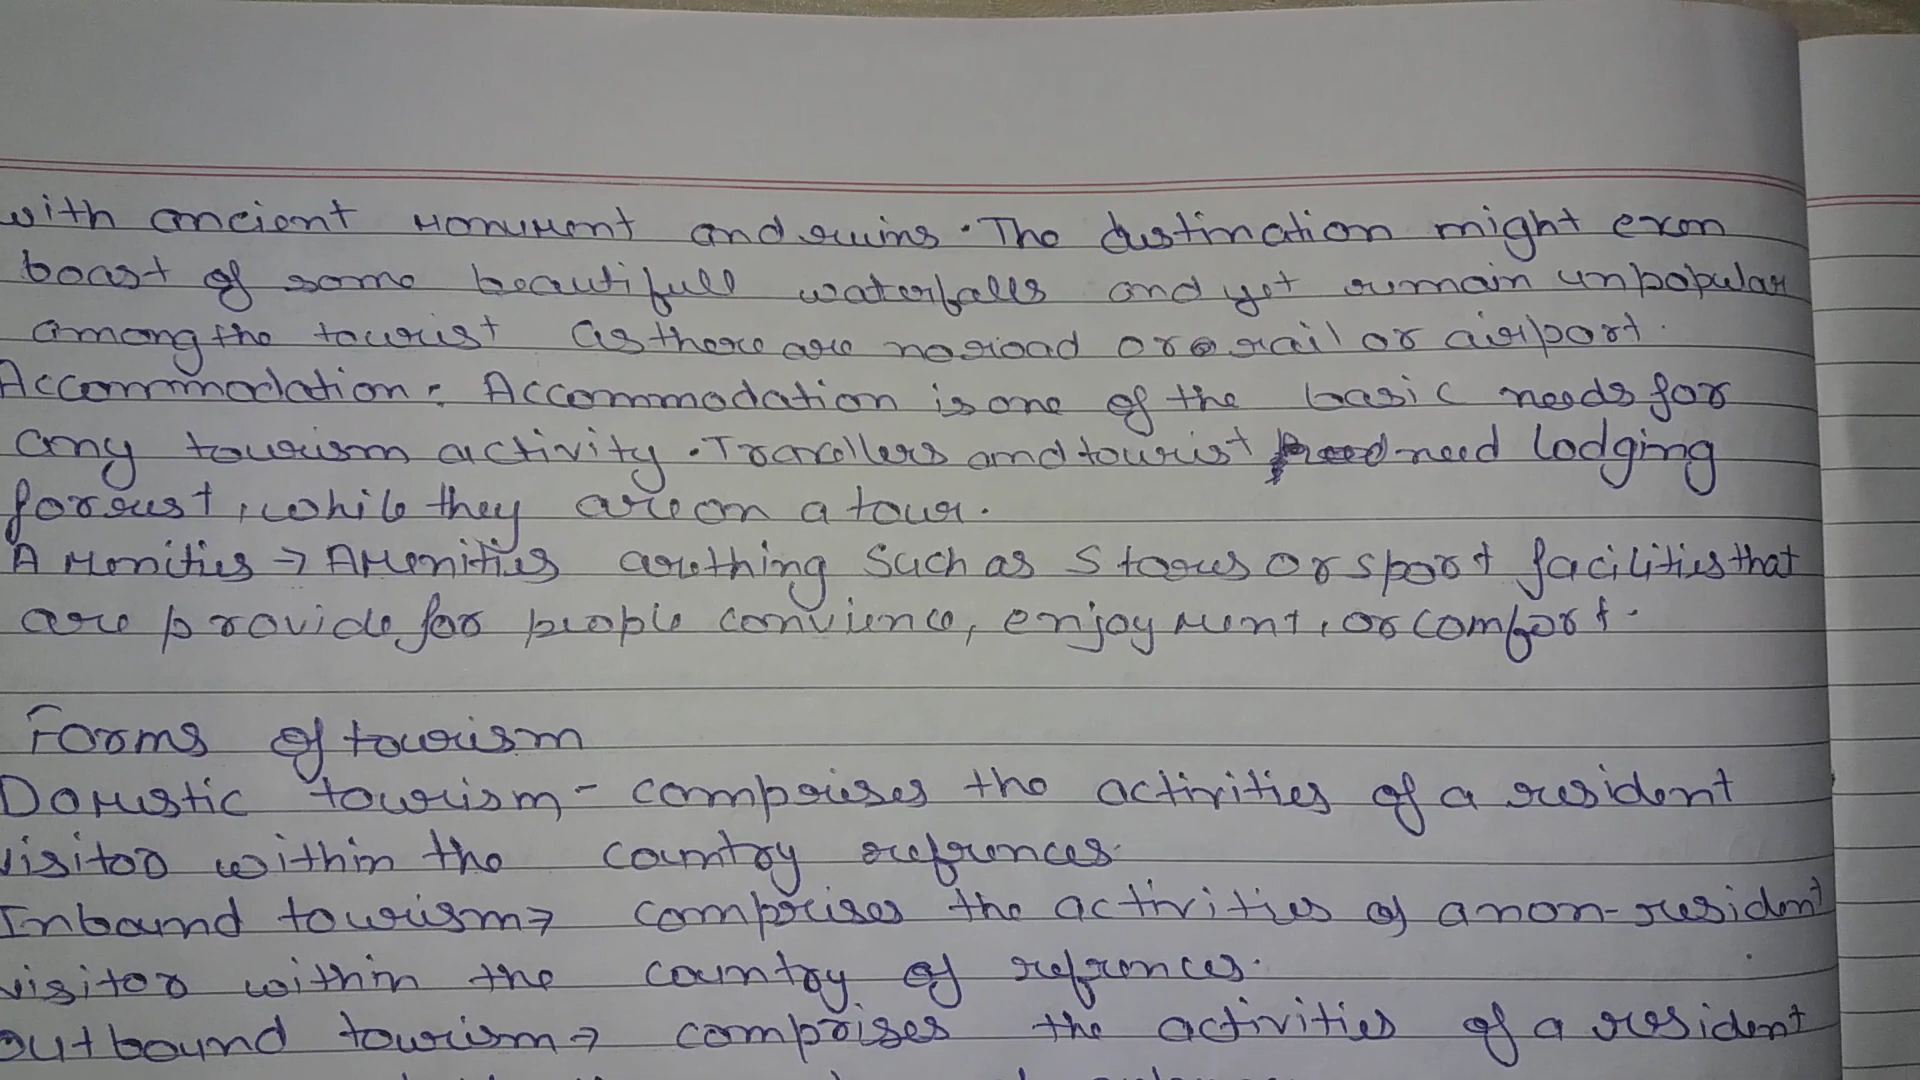 with ancient Monument and ruins. The destination might even
boast of some beautifull waterfalls and yet remain unpopular
among the tourist as there are no road or rail or airport.
Accommodation: Accommodation is one of the basic needs for
any tourism activity. Travellers and tourist need lodging
for rest, while they are on a tour.
Amenities → Amenities are thing such as stores or sport facilities that
are provide for people convience, enjoyment, or comfort.
Forms of tourism
Domestic tourism - comprises the activities of a resident
visitor within the country refrences.
Inbound tourism → comprises the activities of a non-resident
visitor within the country of refrences.
outbound tourism → comprises the activities of a resident